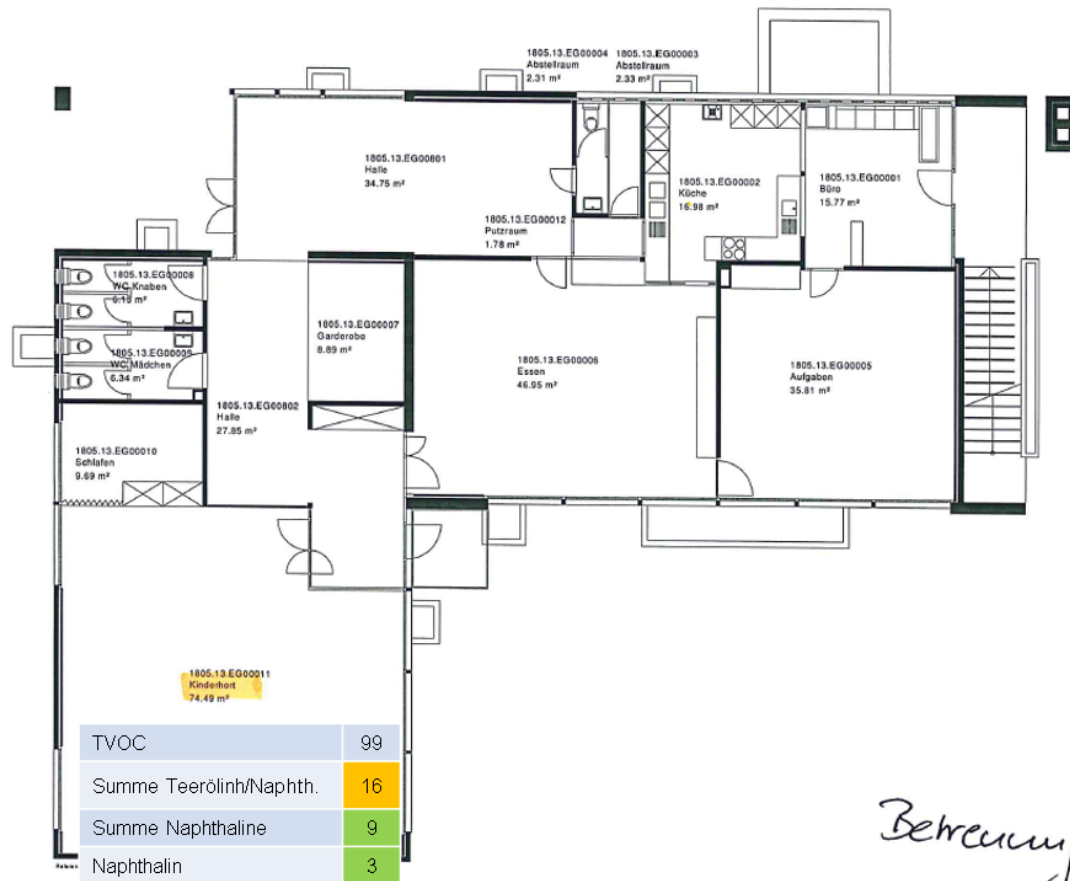 1805.13.EG00004
Abstellraum
2.31 m²
1805.13.EG00003
Abstellraum
2.33 m²
1805.13.EG00801
Halle
34.75 m²
1805.13.EG00002
Küche
16.98 m²
1805.13.EG00001
Büro
15.77 m²
1805.13.EG00012
Putzraum
1.78 m²
1805.13.EG00008
WC Knaben
1805.13.EG00007
Garderobe
8.89 m²
1805.13.EG00009
WC Mädchen
6.34 m²
1805.13.EG00006
Essen
46.95 m²
1805.13.EG00005
Aufgaben
35.81 m²
1805.13.EG00802
Halle
27.85 m²
1805.13.EG00010
Schlafen
9.69 m²
1805.13.EG00011
Kinderhort
74.49 m²
TVOC 99
Summe Teerölinh/Naphth. 16
Summe Naphthaline 9
Naphthalin 3